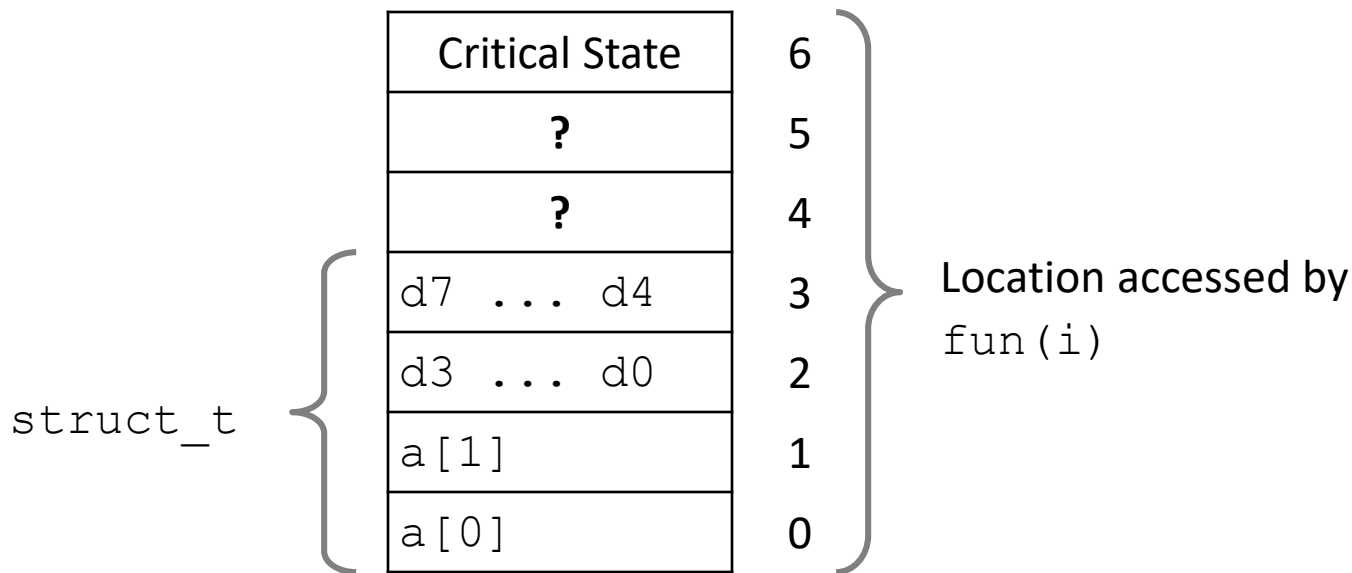 Critical State 6
? 5
? 4
d7 ... d4 3
Location accessed by
fun(i)
d3 ... d0 2
struct_t
a[1] 1
a[0] 0